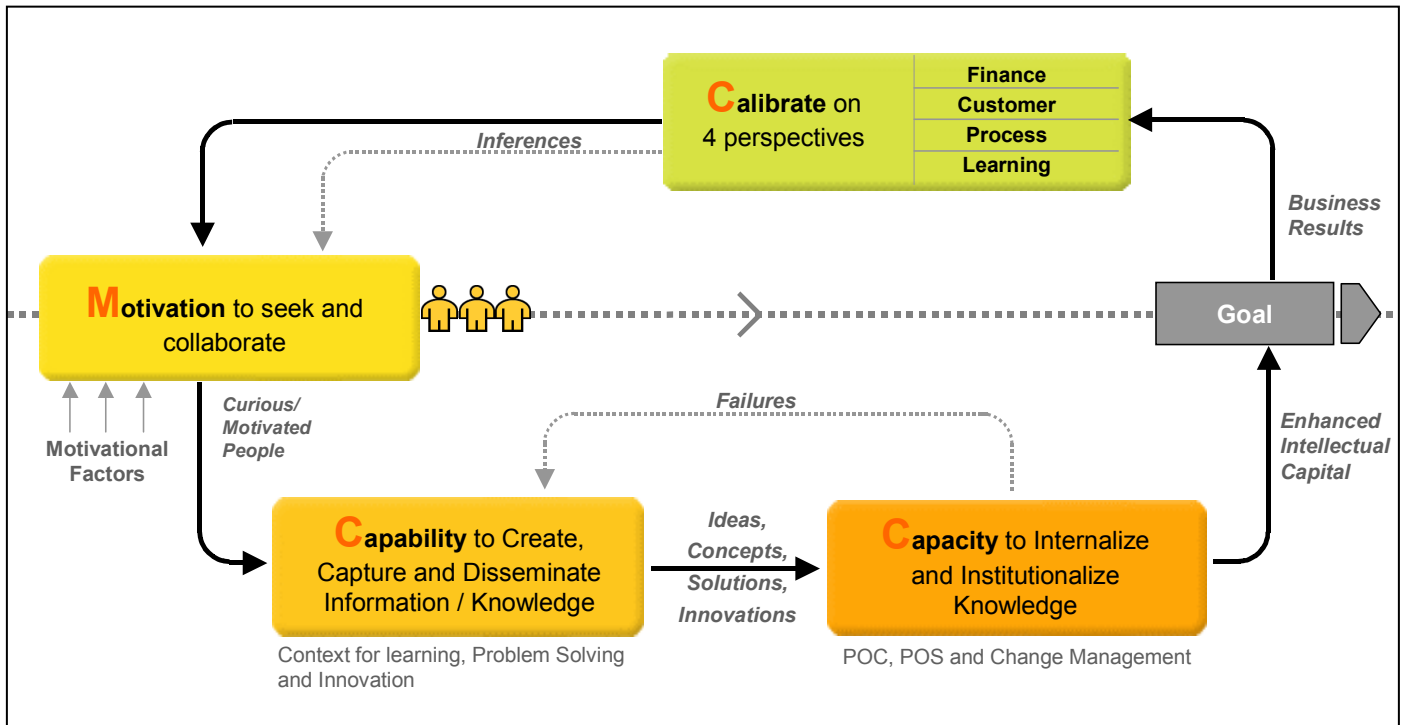 Calibrate on
4 perspectives
Finance
Customer
Process
Learning
Inferences
Business
Results
Motivation to seek and
collaborate
Goal
Motivational
Factors
Curious/
Motivated
People
Failures
Enhanced
Intellectual
Capital
Capability to Create,
Capture and Disseminate
Information / Knowledge
Ideas,
Concepts,
Solutions,
Innovations
Capacity to Internalize
and Institutionalize
Knowledge
Context for learning, Problem Solving
and Innovation
POC, POS and Change Management